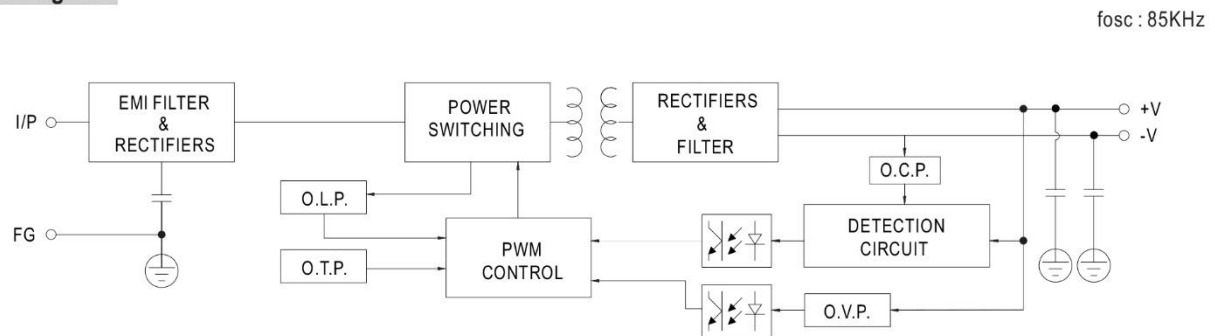 fosc : 85KHz
I/P
EMI FILTER
&
RECTIFIERS
POWER
SWITCHING
RECTIFIERS
&
FILTER
+V
-V
O.C.P.
O.L.P.
DETECTION
CIRCUIT
FG
PWM
CONTROL
O.T.P.
O.V.P.